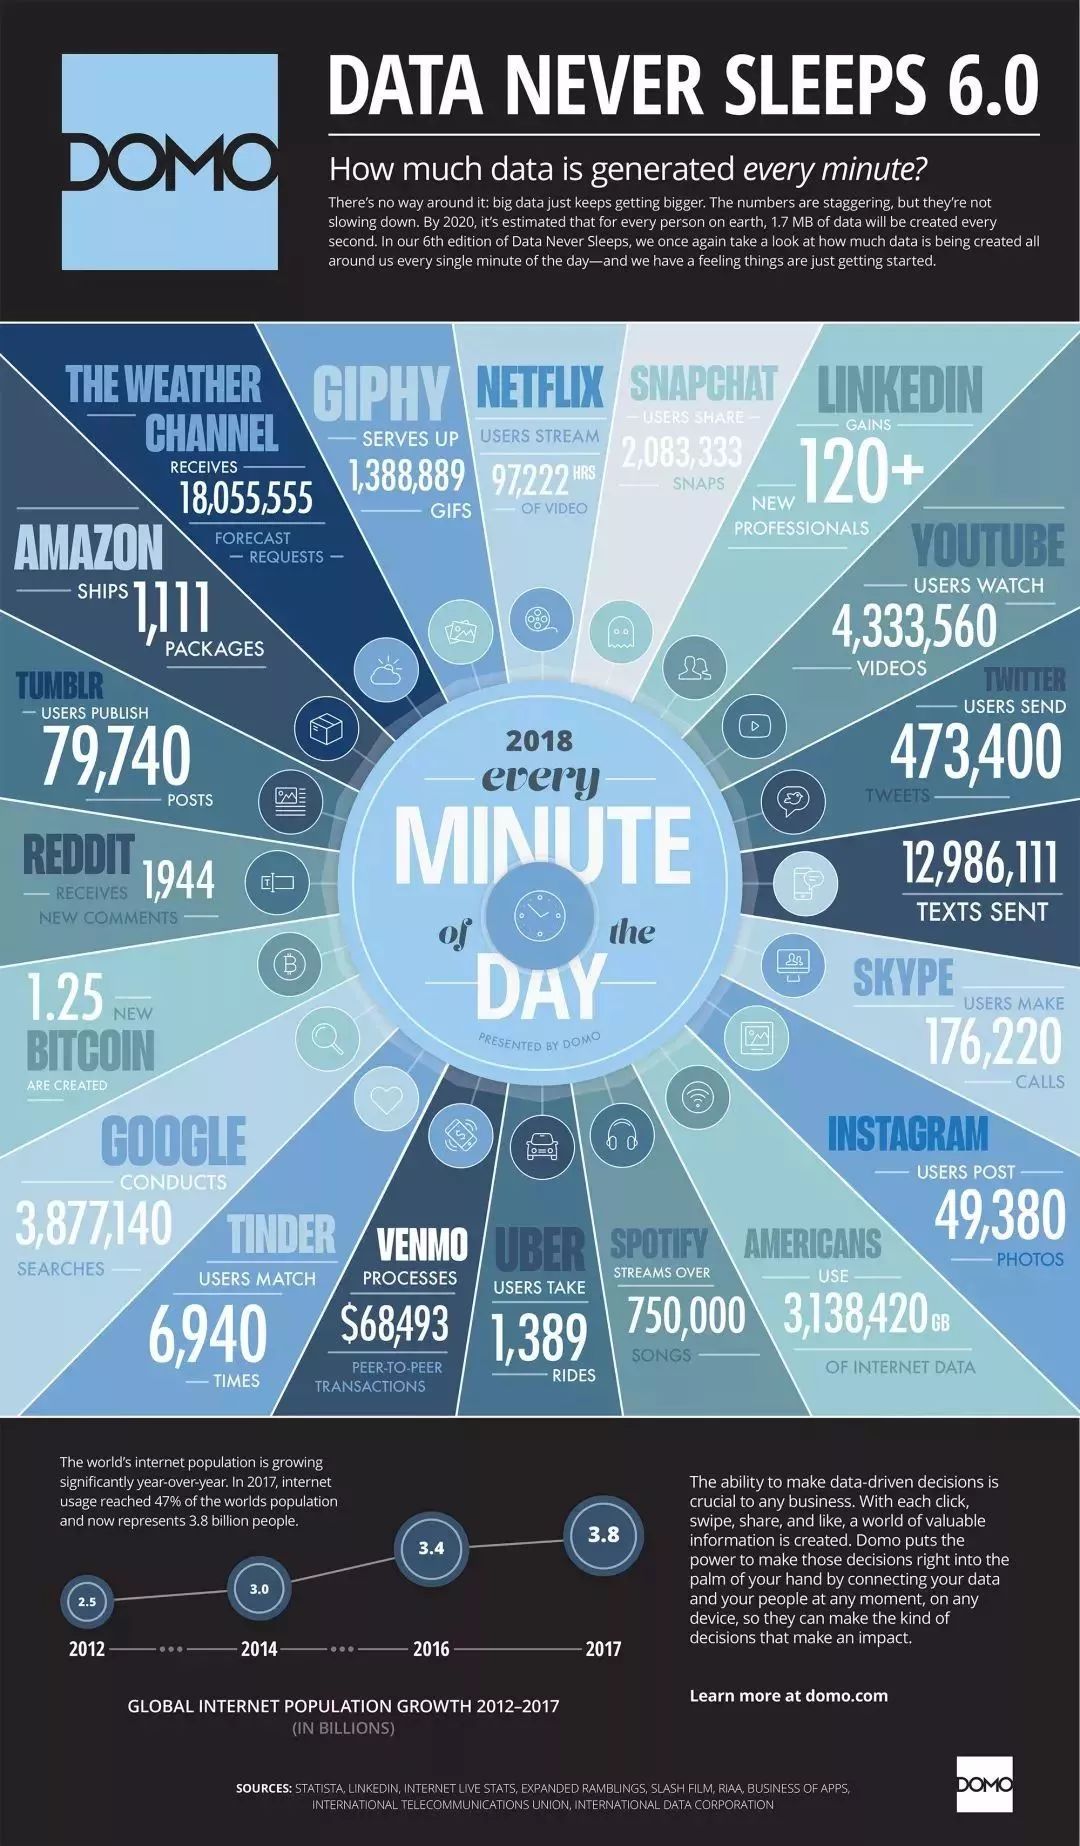 DOMO
DATA NEVER SLEEPS 6.0
How much data is generated every minute?
There's no way around it: big data just keeps getting bigger. The numbers are staggering, but they're not
slowing down. By 2020, it's estimated that for every person on earth, 1.7 MB of data will be created every
second. In our 6th edition of Data Never Sleeps, we once again take a look at how much data is being created all
around us every single minute of the day—and we have a feeling things are just getting started.
THE WEATHER
CHANNEL
RECEIVES
18,055,555
FORECAST
REQUESTS
GIPHY
SERVES UP
1,388,889
GIFS
NETFLIX
USERS STREAM
97,222 HRS
OF VIDEO
SNAPCHAT
USERS SHARE
2,083,333
SNAPS
LINKEDIN
GAINS
120+
NEW
PROFESSIONALS
YOUTUBE
USERS WATCH
4,333,560
VIDEOS
TWITTER
USERS SEND
473,400
TWEETS
12,986,111
TEXTS SENT
SKYPE
USERS MAKE
176,220
CALLS
INSTAGRAM
USERS POST
49,380
PHOTOS
AMERICANS
USE
3,138,420 GB
OF INTERNET DATA
SPOTIFY
STREAMS OVER
750,000
SONGS
UBER
USERS TAKE
1,389
RIDES
VENMO
PROCESSES
$68,493
PEER-TO-PEER
TRANSACTIONS
TINDER
USERS MATCH
6,940
TIMES
GOOGLE
CONDUCTS
3,877,140
SEARCHES
1.25
NEW
BITCOIN
ARE CREATED
REDDIT
RECEIVES
1,944
NEW COMMENTS
TUMBLR
USERS PUBLISH
79,740
POSTS
AMAZON
SHIPS
1,111
PACKAGES
2018
every
MINUTE
of the
DAY
PRESENTED BY DOMO
The world's internet population is growing
significantly year-over-year. In 2017, internet
usage reached 47% of the worlds population
and now represents 3.8 billion people.
2.5
3.0
3.4
3.8
2012
2014
2016
2017
GLOBAL INTERNET POPULATION GROWTH 2012–2017
(IN BILLIONS)
The ability to make data-driven decisions is
crucial to any business. With each click,
swipe, share, and like, a world of valuable
information is created. Domo puts the
power to make those decisions right into the
palm of your hand by connecting your data
and your people at any moment, on any
device, so they can make the kind of
decisions that make an impact.
Learn more at domo.com
SOURCES: STATISTA, LINKEDIN, INTERNET LIVE STATS, EXPANDED RAMBLINGS, SLASH FILM, RIAA, BUSINESS OF APPS,
INTERNATIONAL TELECOMMUNICATIONS UNION, INTERNATIONAL DATA CORPORATION
DOMO